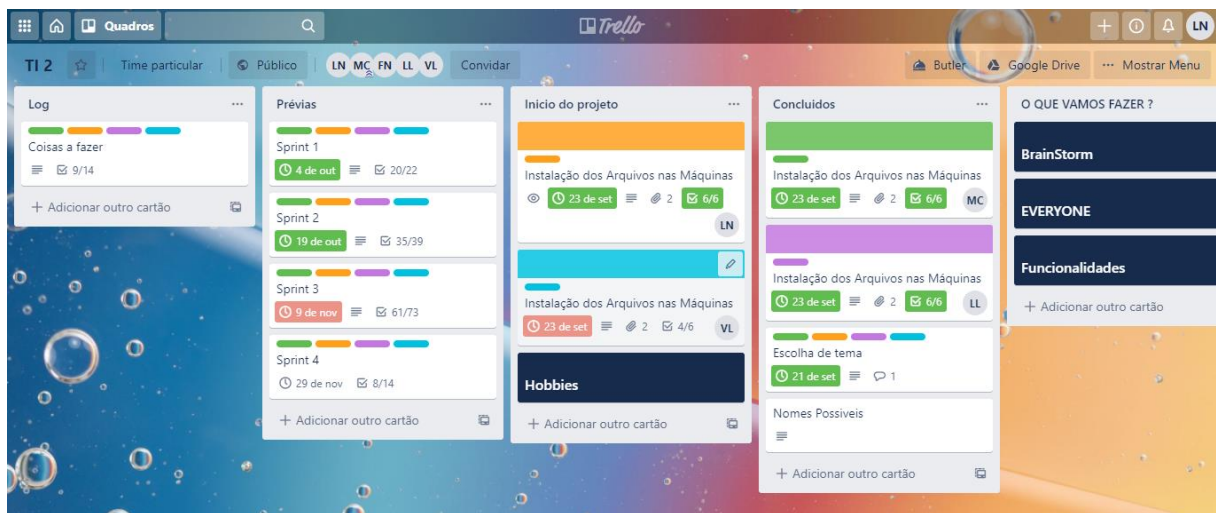 Quadros
Trello
LN
TI 2
Time particular
Público
LN MC FN LL VL
Convidar
Butler
Google Drive
Mostrar Menu
Log
Coisas a fazer
9/14
+ Adicionar outro cartão
Prévias
Sprint 1
4 de out 20/22
Sprint 2
19 de out 35/39
Sprint 3
9 de nov 61/73
Sprint 4
29 de nov 8/14
+ Adicionar outro cartão
Inicio do projeto
Instalação dos Arquivos nas Máquinas
23 de set 2 6/6
LN
Instalação dos Arquivos nas Máquinas
23 de set 2 4/6 VL
Hobbies
+ Adicionar outro cartão
Concluidos
Instalação dos Arquivos nas Máquinas
23 de set 2 6/6 MC
Instalação dos Arquivos nas Máquinas
23 de set 2 6/6 LL
Escolha de tema
21 de set 1
Nomes Possiveis
+ Adicionar outro cartão
O QUE VAMOS FAZER ?
BrainStorm
EVERYONE
Funcionalidades
+ Adicionar outro cartão